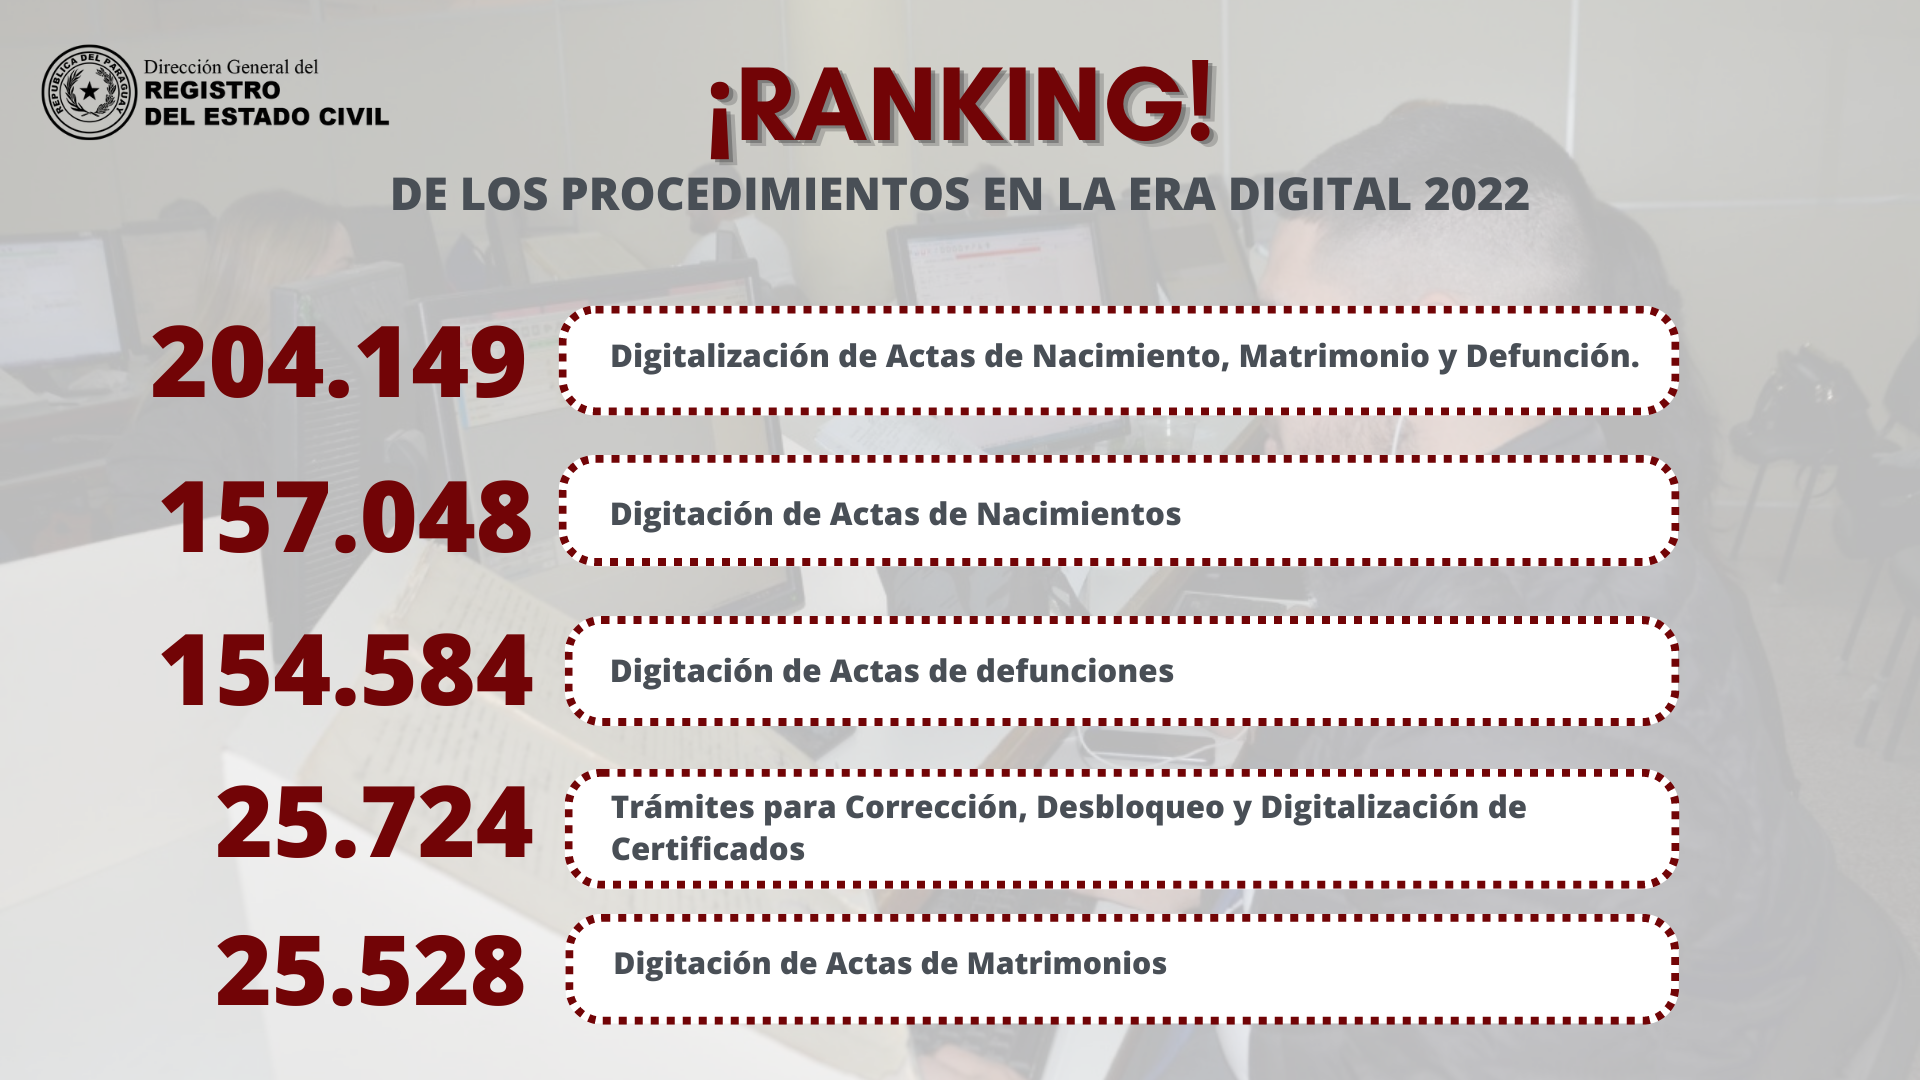 REPUBLICA DEL PARAGUAY
Dirección General del
REGISTRO
DEL ESTADO CIVIL
¡RANKING!
DE LOS PROCEDIMIENTOS EN LA ERA DIGITAL 2022
204.149
Digitalización de Actas de Nacimiento, Matrimonio y Defunción.
157.048
Digitación de Actas de Nacimientos
154.584
Digitación de Actas de defunciones
25.724
Trámites para Corrección, Desbloqueo y Digitalización de
Certificados
25.528
Digitación de Actas de Matrimonios